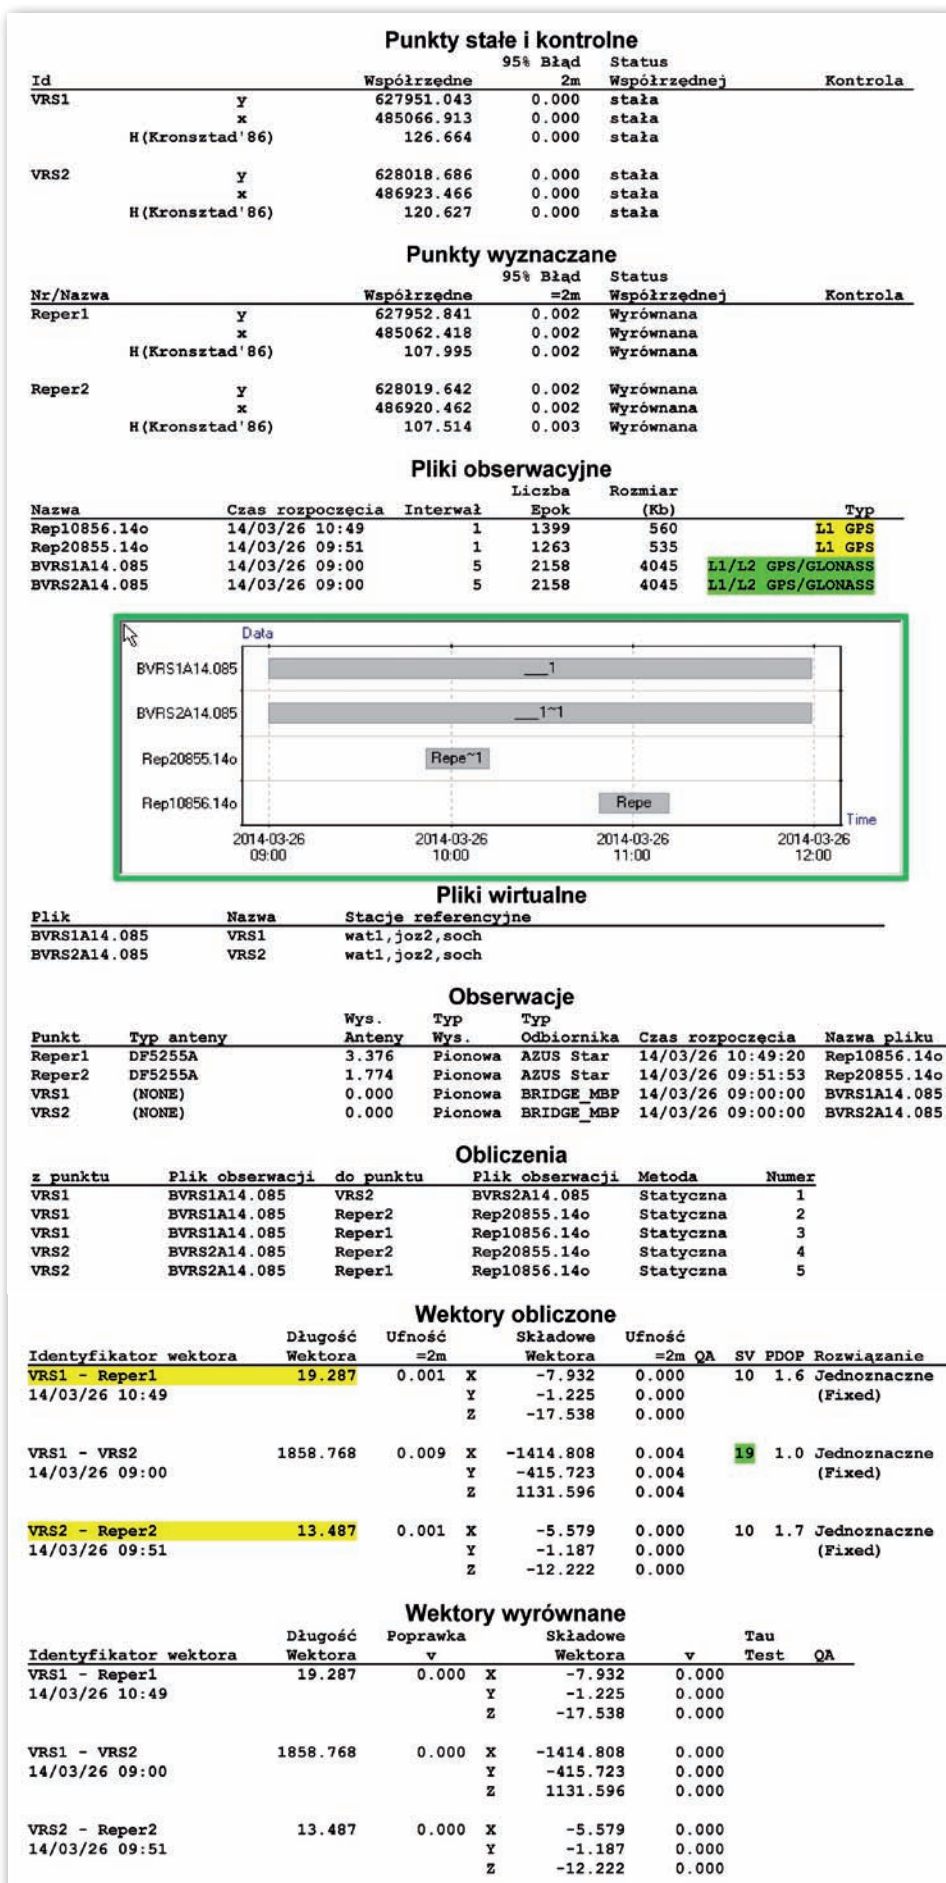 Punkty stałe i kontrolne
95% Błąd Status
Id Współrzędne 2m Współrzędnej Kontrola
VRS1 y 627951.043 0.000 stała
x 485066.913 0.000 stała
H(Kronsztad'86) 126.664 0.000 stała
VRS2 y 628018.686 0.000 stała
x 486923.466 0.000 stała
H(Kronsztad'86) 120.627 0.000 stała
Punkty wyznaczane
95% Błąd Status
Nr/Nazwa Współrzędne =2m Współrzędnej Kontrola
Reper1 y 627952.841 0.002 Wyrównana
x 485062.418 0.002 Wyrównana
H(Kronsztad'86) 107.995 0.002 Wyrównana
Reper2 y 628019.642 0.002 Wyrównana
x 486920.462 0.002 Wyrównana
H(Kronsztad'86) 107.514 0.003 Wyrównana
Pliki obserwacyjne
Liczba Rozmiar
Nazwa Czas rozpoczęcia Interwał Epok (Kb) Typ
Rep10856.14o 14/03/26 10:49 1 1399 560 L1 GPS
Rep20855.14o 14/03/26 09:51 1 1263 535 L1 GPS
BVRS1A14.085 14/03/26 09:00 5 2158 4045 L1/L2 GPS/GLONASS
BVRS2A14.085 14/03/26 09:00 5 2158 4045 L1/L2 GPS/GLONASS
Data
BVRS1A14.085 ___1
BVRS2A14.085 ___1~1
Rep20855.14o Repe~1
Rep10856.14o Repe
Time
2014-03-26 2014-03-26 2014-03-26 2014-03-26
09:00 10:00 11:00 12:00
Pliki wirtualne
Plik Nazwa Stacje referencyjne
BVRS1A14.085 VRS1 wat1,joz2,soch
BVRS2A14.085 VRS2 wat1,joz2,soch
Obserwacje
Wys. Typ Typ
Punkt Typ anteny Anteny Wys. Odbiornika Czas rozpoczęcia Nazwa pliku
Reper1 DF5255A 3.376 Pionowa AZUS Star 14/03/26 10:49:20 Rep10856.14o
Reper2 DF5255A 1.774 Pionowa AZUS Star 14/03/26 09:51:53 Rep20855.14o
VRS1 (NONE) 0.000 Pionowa BRIDGE_MBP 14/03/26 09:00:00 BVRS1A14.085
VRS2 (NONE) 0.000 Pionowa BRIDGE_MBP 14/03/26 09:00:00 BVRS2A14.085
Obliczenia
z punktu Plik obserwacji do punktu Plik obserwacji Metoda Numer
VRS1 BVRS1A14.085 VRS2 BVRS2A14.085 Statyczna 1
VRS1 BVRS1A14.085 Reper2 Rep20855.14o Statyczna 2
VRS1 BVRS1A14.085 Reper1 Rep10856.14o Statyczna 3
VRS2 BVRS2A14.085 Reper2 Rep20855.14o Statyczna 4
VRS2 BVRS2A14.085 Reper1 Rep10856.14o Statyczna 5
Wektory obliczone
Długość Ufność Składowe Ufność
Identyfikator wektora Wektora =2m Wektora =2m QA SV PDOP Rozwiązanie
VRS1 - Reper1 19.287 0.001 X -7.932 0.000 10 1.6 Jednoznaczne
14/03/26 10:49 Y -1.225 0.000 (Fixed)
Z -17.538 0.000
VRS1 - VRS2 1858.768 0.009 X -1414.808 0.004 19 1.0 Jednoznaczne
14/03/26 09:00 Y -415.723 0.004 (Fixed)
Z 1131.596 0.004
VRS2 - Reper2 13.487 0.001 X -5.579 0.000 10 1.7 Jednoznaczne
14/03/26 09:51 Y -1.187 0.000 (Fixed)
Z -12.222 0.000
Wektory wyrównane
Długość Poprawka Składowe Tau
Identyfikator wektora Wektora v Wektora v Test QA
VRS1 - Reper1 19.287 0.000 X -7.932 0.000
14/03/26 10:49 Y -1.225 0.000
Z -17.538 0.000
VRS1 - VRS2 1858.768 0.000 X -1414.808 0.000
14/03/26 09:00 Y -415.723 0.000
Z 1131.596 0.000
VRS2 - Reper2 13.487 0.000 X -5.579 0.000
14/03/26 09:51 Y -1.187 0.000
Z -12.222 0.000